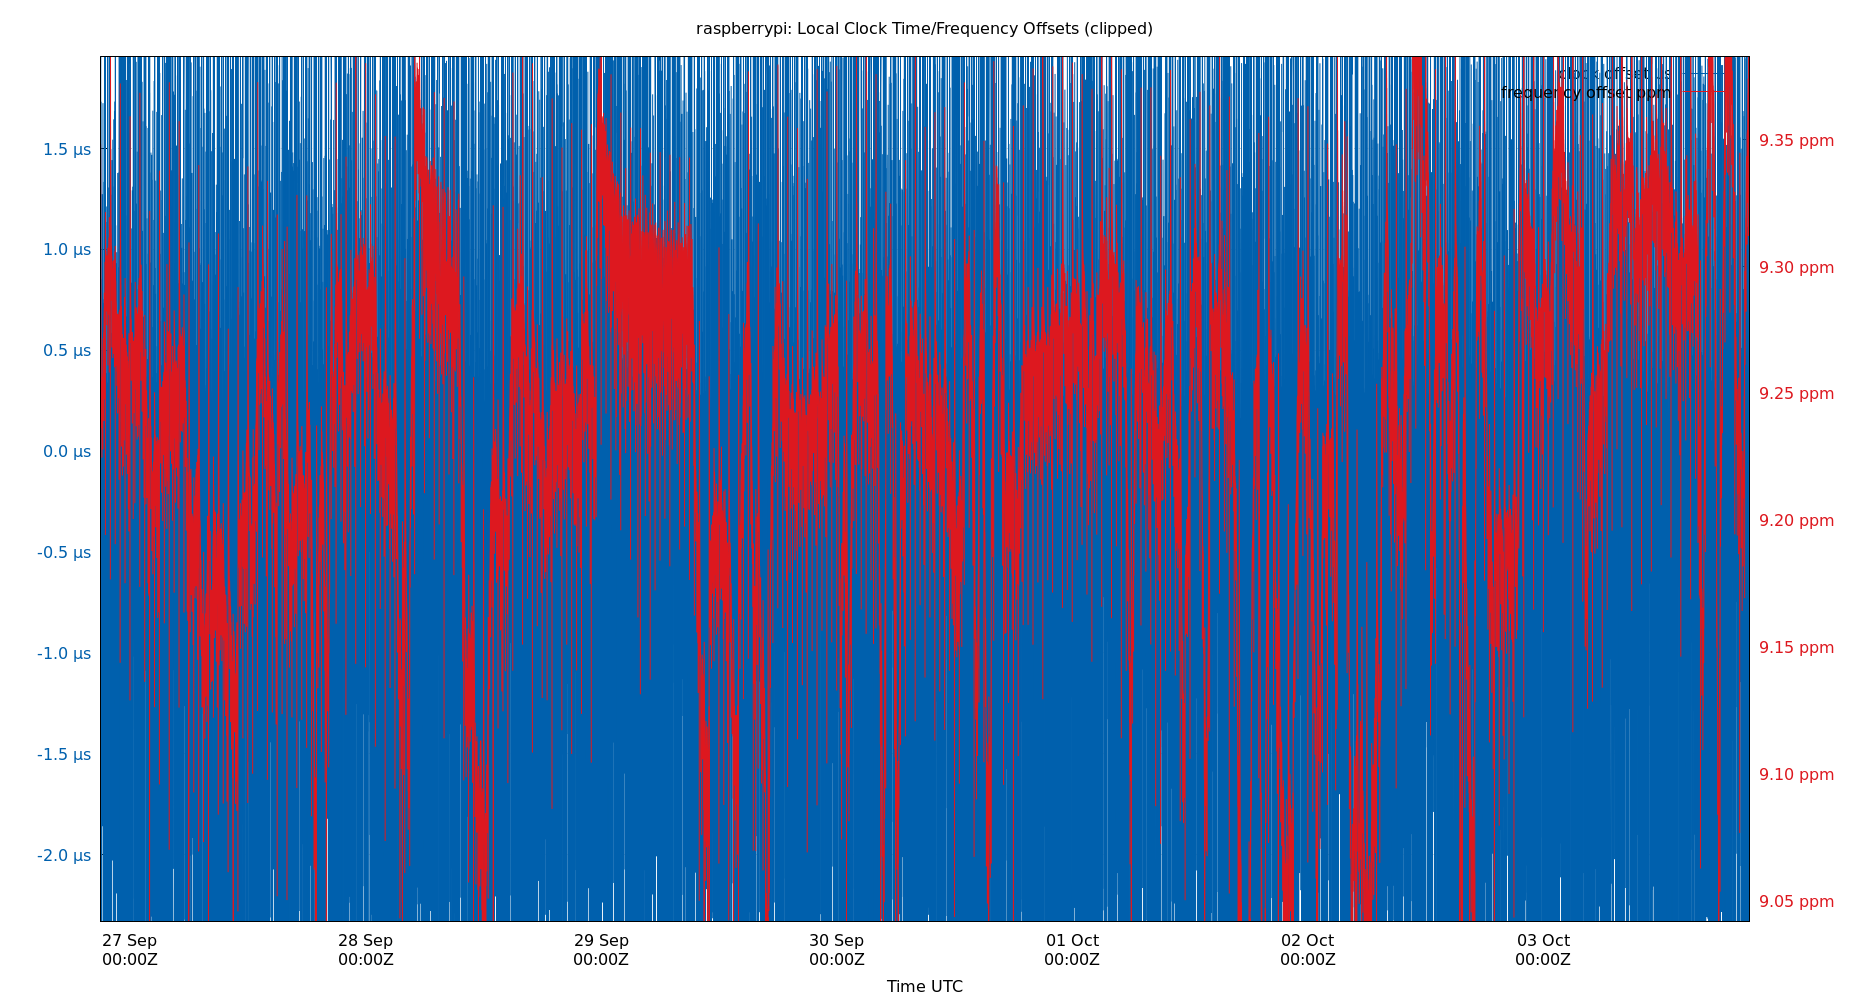 raspberrypi: Local Clock Time/Frequency Offsets (clipped)
clock offset us
frequency offset ppm
1.5 µs
1.0 µs
0.5 µs
0.0 µs
-0.5 µs
-1.0 µs
-1.5 µs
-2.0 µs
9.35 ppm
9.30 ppm
9.25 ppm
9.20 ppm
9.15 ppm
9.10 ppm
9.05 ppm
27 Sep
00:00Z
28 Sep
00:00Z
29 Sep
00:00Z
30 Sep
00:00Z
01 Oct
00:00Z
02 Oct
00:00Z
03 Oct
00:00Z
Time UTC